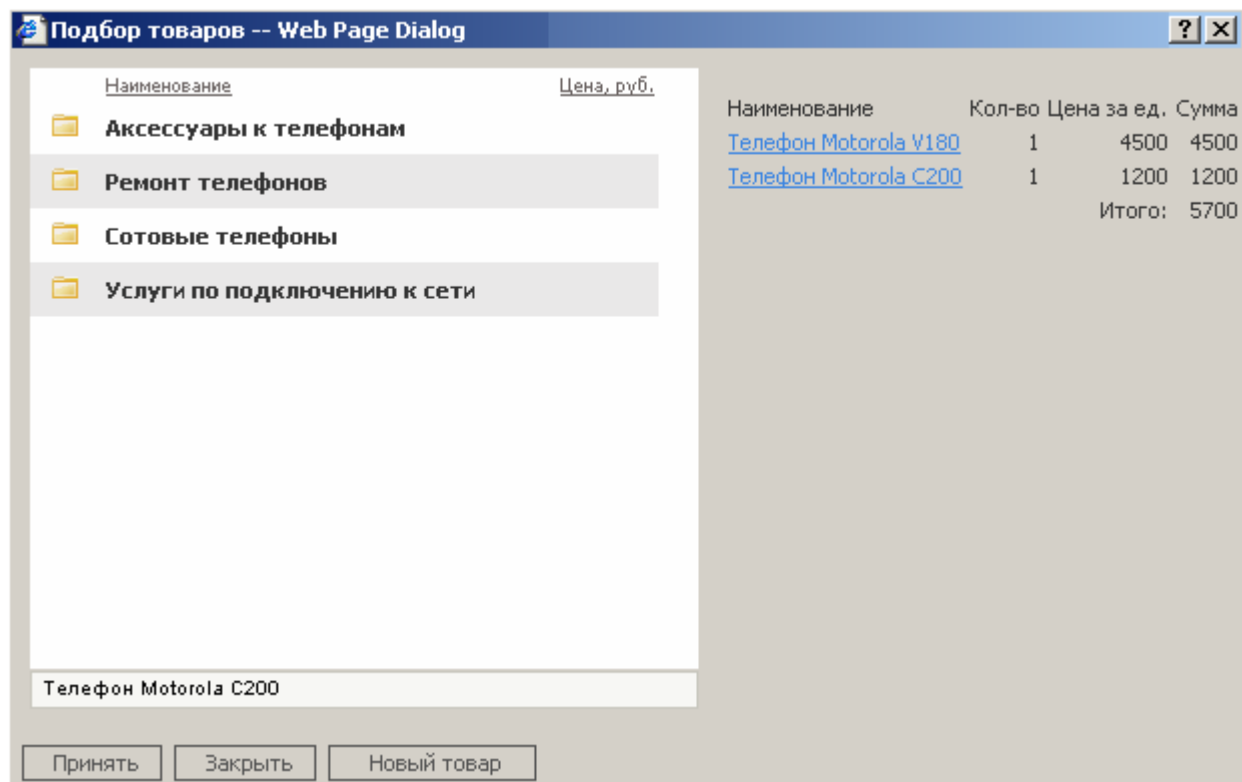 Подбор товаров -- Web Page Dialog
Наименование Цена, руб.
Аксессуары к телефонам
Ремонт телефонов
Сотовые телефоны
Услуги по подключению к сети
Телефон Motorola C200
Наименование Кол-во Цена за ед. Сумма
Телефон Motorola V180 1 4500 4500
Телефон Motorola C200 1 1200 1200
Итого: 5700
Принять Закрыть Новый товар